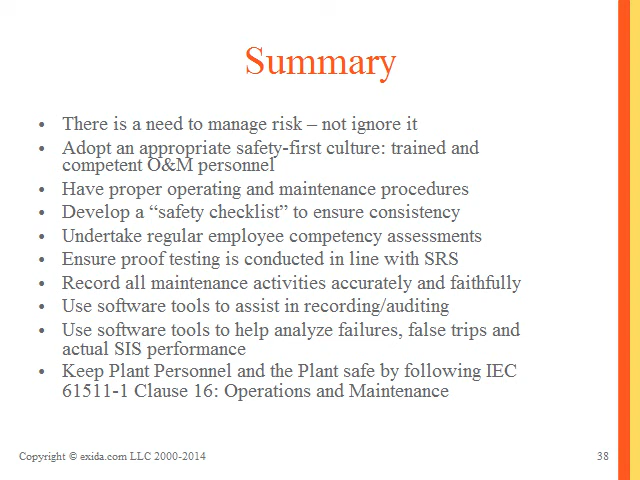 Summary
• There is a need to manage risk – not ignore it
• Adopt an appropriate safety-first culture: trained and
competent O&M personnel
• Have proper operating and maintenance procedures
• Develop a “safety checklist” to ensure consistency
• Undertake regular employee competency assessments
• Ensure proof testing is conducted in line with SRS
• Record all maintenance activities accurately and faithfully
• Use software tools to assist in recording/auditing
• Use software tools to help analyze failures, false trips and
actual SIS performance
• Keep Plant Personnel and the Plant safe by following IEC
61511-1 Clause 16: Operations and Maintenance
Copyright © exida.com LLC 2000-2014
38